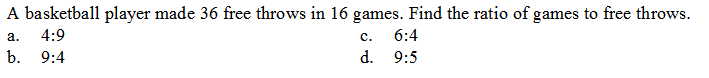 A basketball player made 36 free throws in 16 games. Find the ratio of games to free throws.
a. 4:9 c. 6:4
b. 9:4 d. 9:5